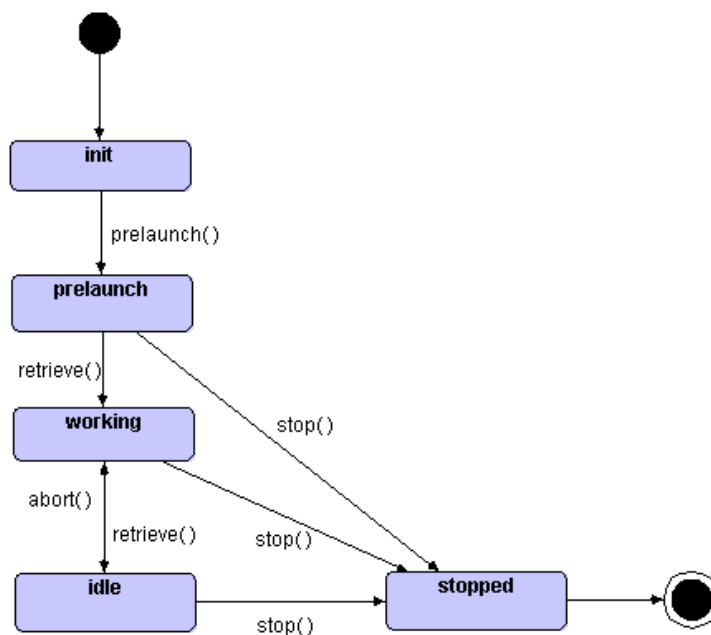 init
prelaunch()
prelaunch
retrieve()
working
stop()
abort()
retrieve()
stop()
idle
stopped
stop()